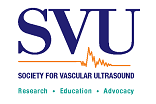 SVU
SOCIETY FOR VASCULAR ULTRASOUND
Research • Education • Advocacy